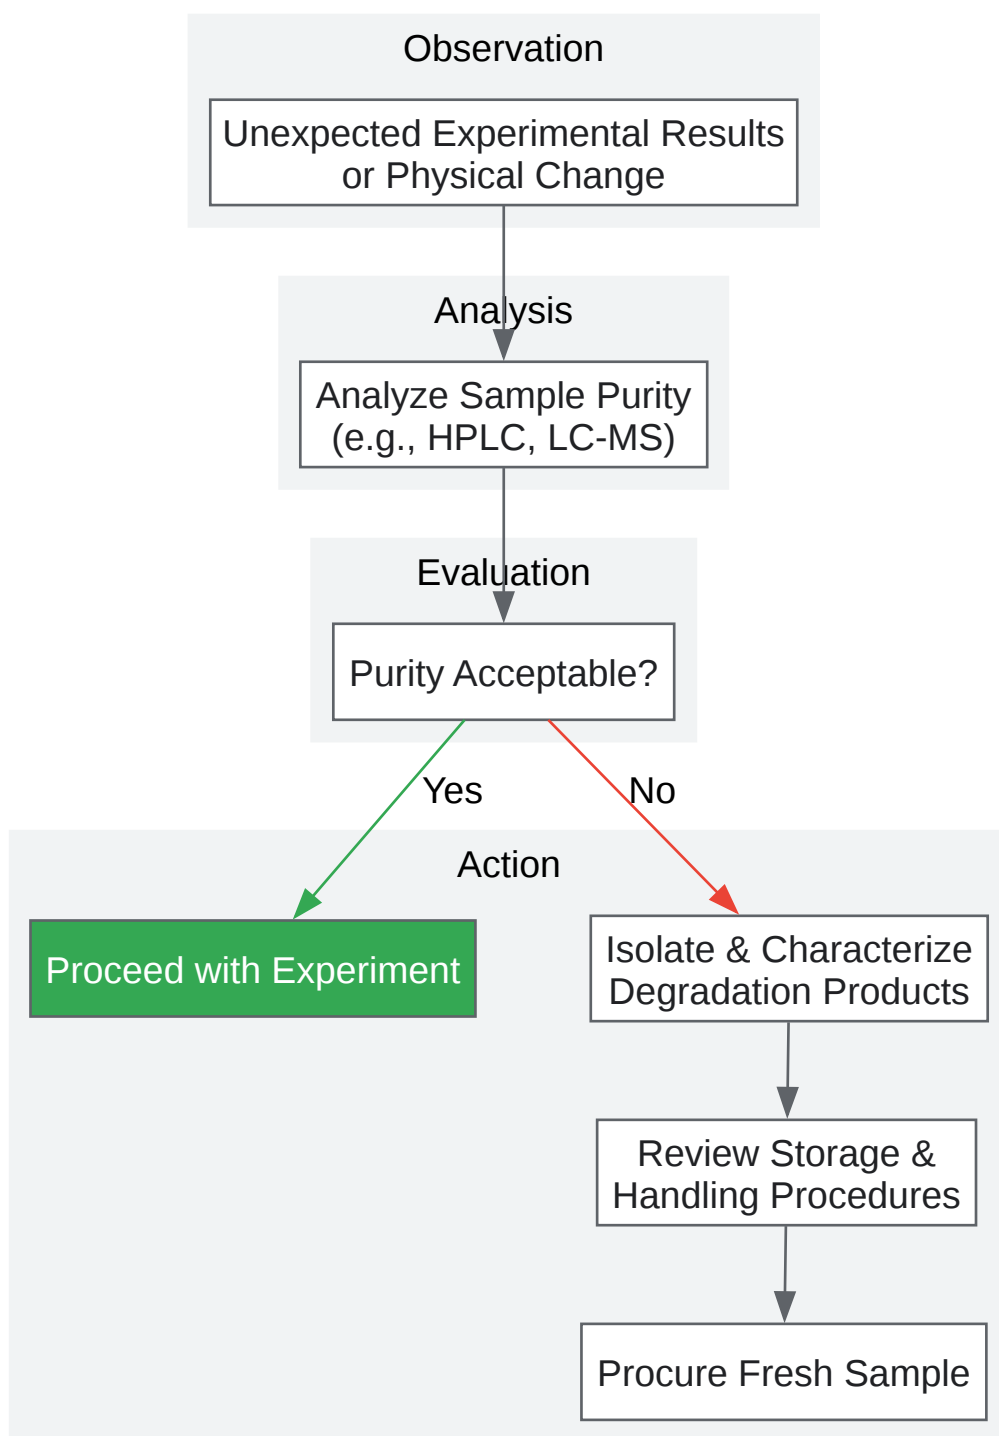 Observation
Unexpected Experimental Results
or Physical Change
Analysis
Analyze Sample Purity
(e.g., HPLC, LC-MS)
Evaluation
Purity Acceptable?
Yes
No
Action
Proceed with Experiment
Isolate & Characterize
Degradation Products
Review Storage &
Handling Procedures
Procure Fresh Sample